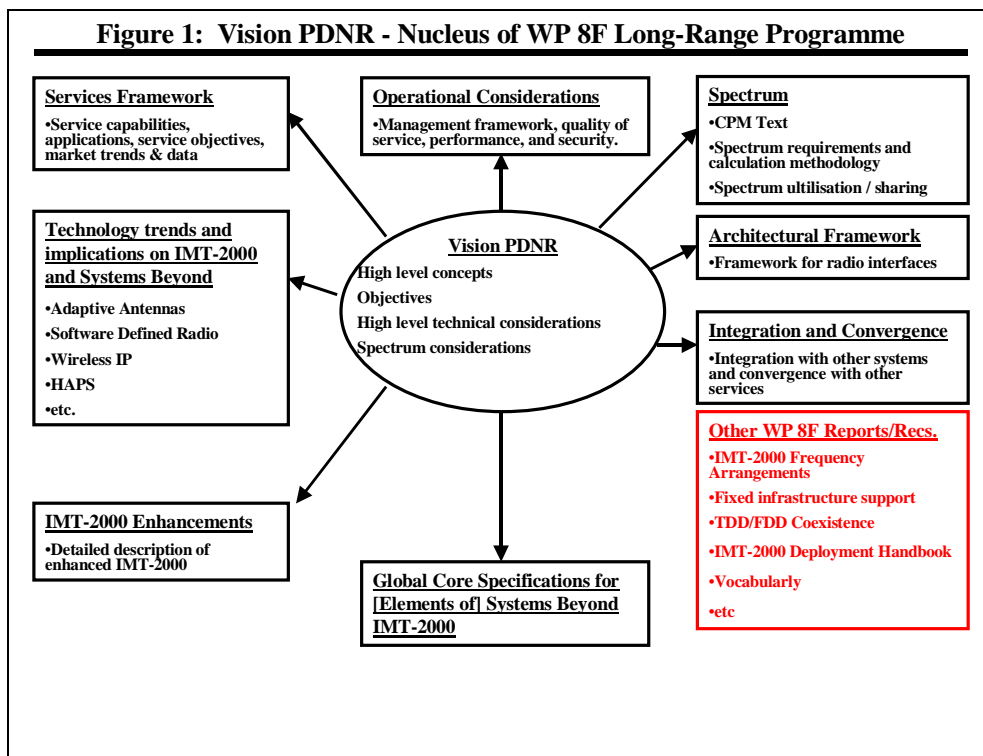 Figure 1: Vision PDNR - Nucleus of WP 8F Long-Range Programme
Services Framework
•Service capabilities,
applications, service objectives,
market trends & data
Operational Considerations
•Management framework, quality of
service, performance, and security.
Spectrum
•CPM Text
•Spectrum requirements and
calculation methodology
•Spectrum ultilisation / sharing
Technology trends and
implications on IMT-2000
and Systems Beyond
•Adaptive Antennas
•Software Defined Radio
•Wireless IP
•HAPS
•etc.
Vision PDNR
High level concepts
Objectives
High level technical considerations
Spectrum considerations
Architectural Framework
•Framework for radio interfaces
Integration and Convergence
•Integration with other systems
and convergence with other
services
Other WP 8F Reports/Recs.
•IMT-2000 Frequency
Arrangements
•Fixed infrastructure support
•TDD/FDD Coexistence
•IMT-2000 Deployment Handbook
•Vocabularly
•etc
IMT-2000 Enhancements
•Detailed description of
enhanced IMT-2000
Global Core Specifications for
[Elements of] Systems Beyond
IMT-2000